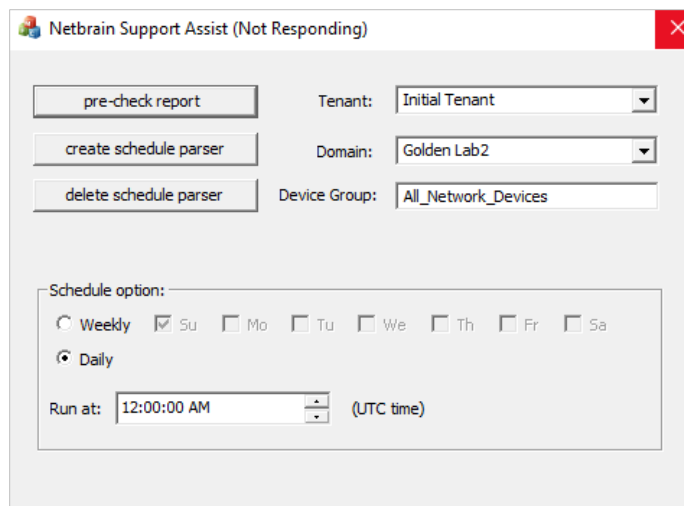 Netbrain Support Assist (Not Responding)
pre-check report
Tenant: Initial Tenant
create schedule parser
Domain: Golden Lab2
delete schedule parser
Device Group: All_Network_Devices
Schedule option:
Weekly Su Mo Tu We Th Fr Sa
Daily
Run at: 12:00:00 AM (UTC time)